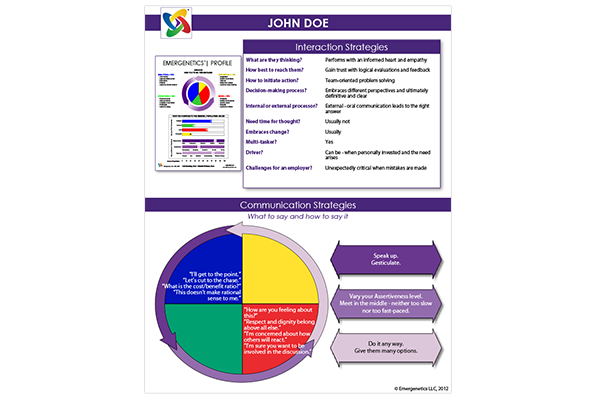 JOHN DOE
Interaction Strategies
EMERGENETICS® | PROFILE
What are they thinking? Performs with an informed heart and empathy
How best to reach them? Gain trust with logical evaluations and feedback
How to initiate action? Team-oriented problem solving
Decision-making process? Embraces different perspectives and ultimately
definitive and clear
Internal or external processor? External - oral communication leads to the right
answer
Need time for thought? Usually not
Embraces change? Usually
Multi-tasker? Yes
Driver? Can be - when personally invested and the need
arises
Challenges for an employer? Unexpectedly critical when mistakes are made
Communication Strategies
What to say and how to say it
"I'll get to the point."
"Let's cut to the chase."
"What is the cost/benefit ratio?"
"This doesn't make rational
sense to me."
"How are you feeling about
this?"
"Respect and dignity belong
above all else."
"I'm concerned about how
others will react."
"I'm sure you want to be
involved in the discussion."
Speak up.
Gesticulate.
Vary your Assertiveness level.
Meet in the middle - neither too slow
nor too fast-paced.
Do it any way.
Give them many options.
© Emergenetics LLC, 2012